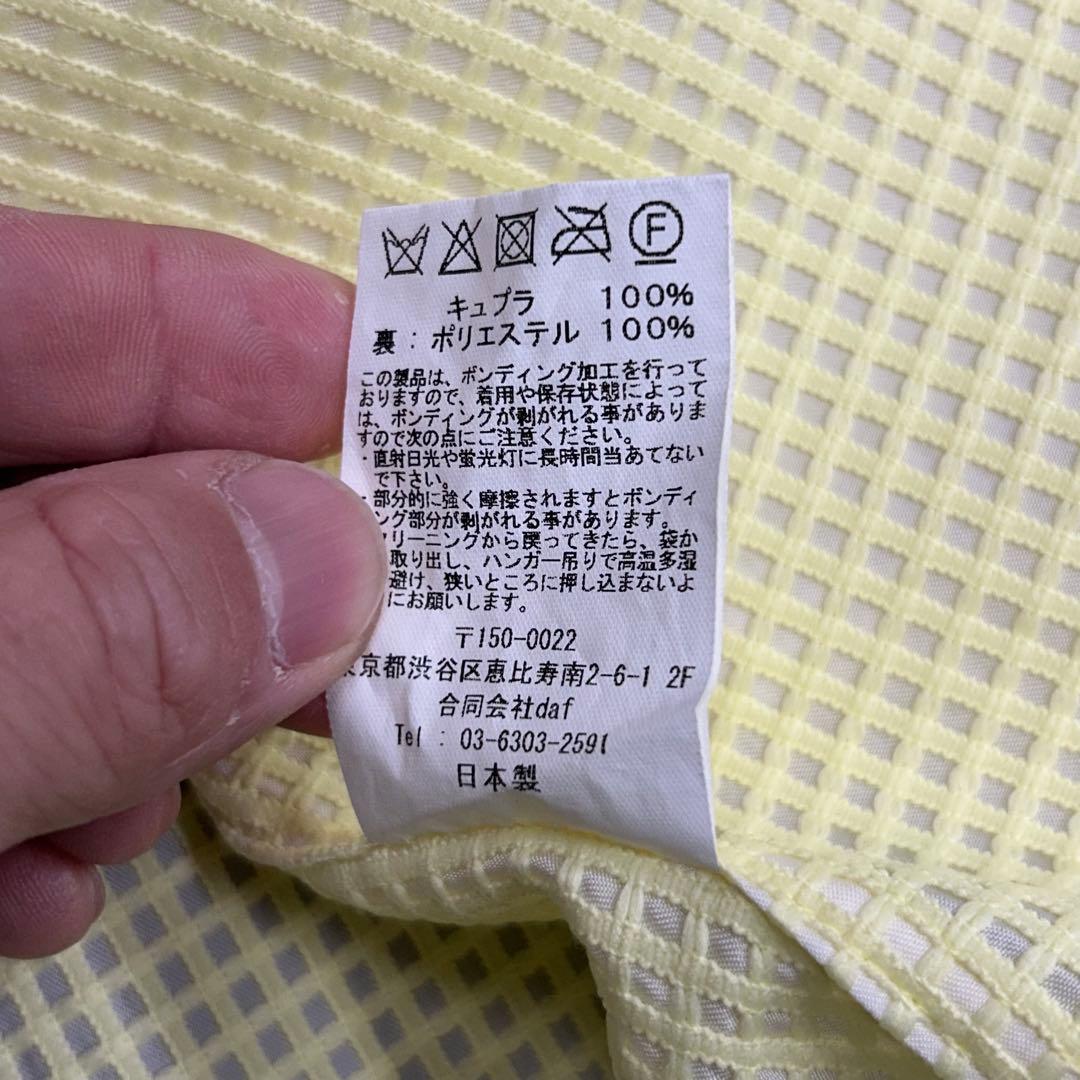 F
キュプラ 100%
裏：ポリエステル 100%
この製品は、ボンディング加工を行って
おりますので、着用や保存状態によって
は、ボンディングが剥がれる事がありま
すので次の点にご注意ください。
・直射日光や蛍光灯に長時間当あてない
で下さい。
・部分的に強く摩擦されますとボンディ
ング部分が剥がれる事があります。
クリーニングから戻ってきたら、袋か
取り出し、ハンガー吊りで高温多湿
避け、狭いところに押し込まないよ
にお願いします。
〒150-0022
東京都渋谷区恵比寿南2-6-1 2F
合同会社daf
Tel : 03-6303-2591
日本製